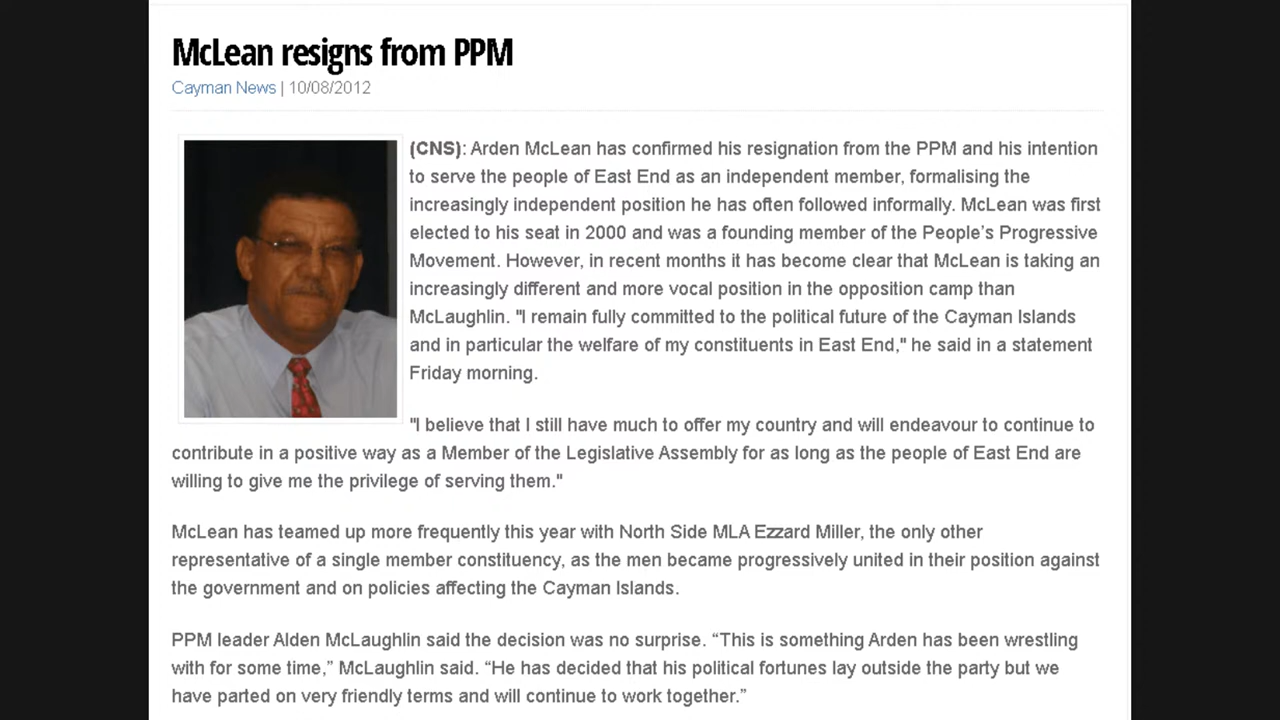 McLean resigns from PPM
Cayman News | 10/08/2012
(CNS): Arden McLean has confirmed his resignation from the PPM and his intention
to serve the people of East End as an independent member, formalising the
increasingly independent position he has often followed informally. McLean was first
elected to his seat in 2000 and was a founding member of the People’s Progressive
Movement. However, in recent months it has become clear that McLean is taking an
increasingly different and more vocal position in the opposition camp than
McLaughlin. "I remain fully committed to the political future of the Cayman Islands
and in particular the welfare of my constituents in East End," he said in a statement
Friday morning.
"I believe that I still have much to offer my country and will endeavour to continue to
contribute in a positive way as a Member of the Legislative Assembly for as long as the people of East End are
willing to give me the privilege of serving them."
McLean has teamed up more frequently this year with North Side MLA Ezzard Miller, the only other
representative of a single member constituency, as the men became progressively united in their position against
the government and on policies affecting the Cayman Islands.
PPM leader Alden McLaughlin said the decision was no surprise. “This is something Arden has been wrestling
with for some time,” McLaughlin said. “He has decided that his political fortunes lay outside the party but we
have parted on very friendly terms and will continue to work together.”